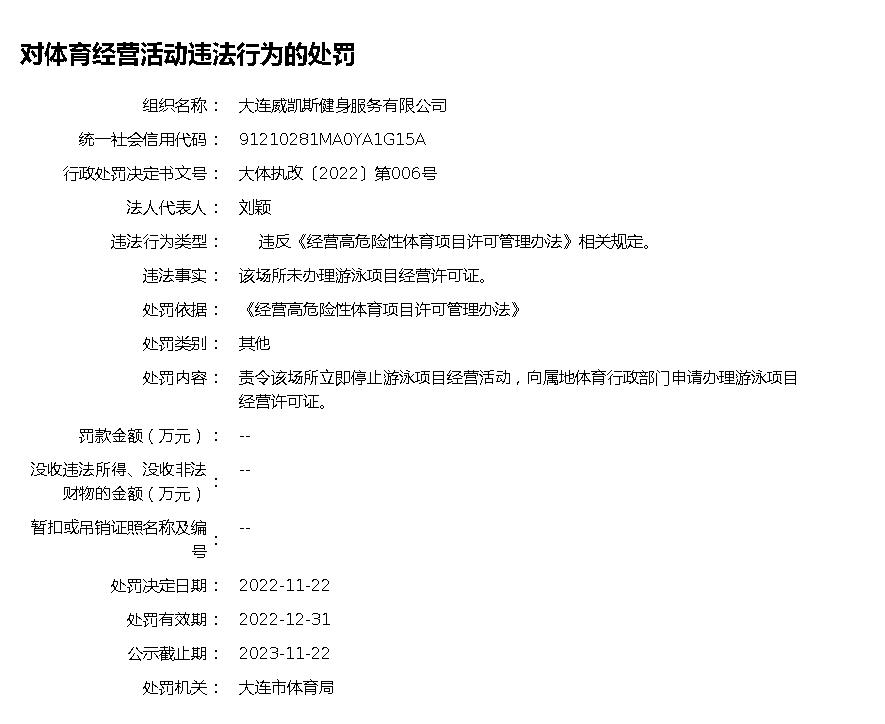 对体育经营活动违法行为的处罚
组织名称： 大连威凯斯健身服务有限公司
统一社会信用代码： 91210281MA0YA1G15A
行政处罚决定书文号： 大体执改〔2022〕第006号
法人代表人： 刘颖
违法行为类型： 违反《经营高危险性体育项目许可管理办法》相关规定。
违法事实： 该场所未办理游泳项目经营许可证。
处罚依据： 《经营高危险性体育项目许可管理办法》
处罚类别： 其他
处罚内容： 责令该场所立即停止游泳项目经营活动，向属地体育行政部门申请办理游泳项目
经营许可证。
罚款金额（万元）： --
没收违法所得、没收非法
财物的金额（万元）： --
暂扣或吊销证照名称及编
号： --
处罚决定日期： 2022-11-22
处罚有效期： 2022-12-31
公示截止期： 2023-11-22
处罚机关： 大连市体育局